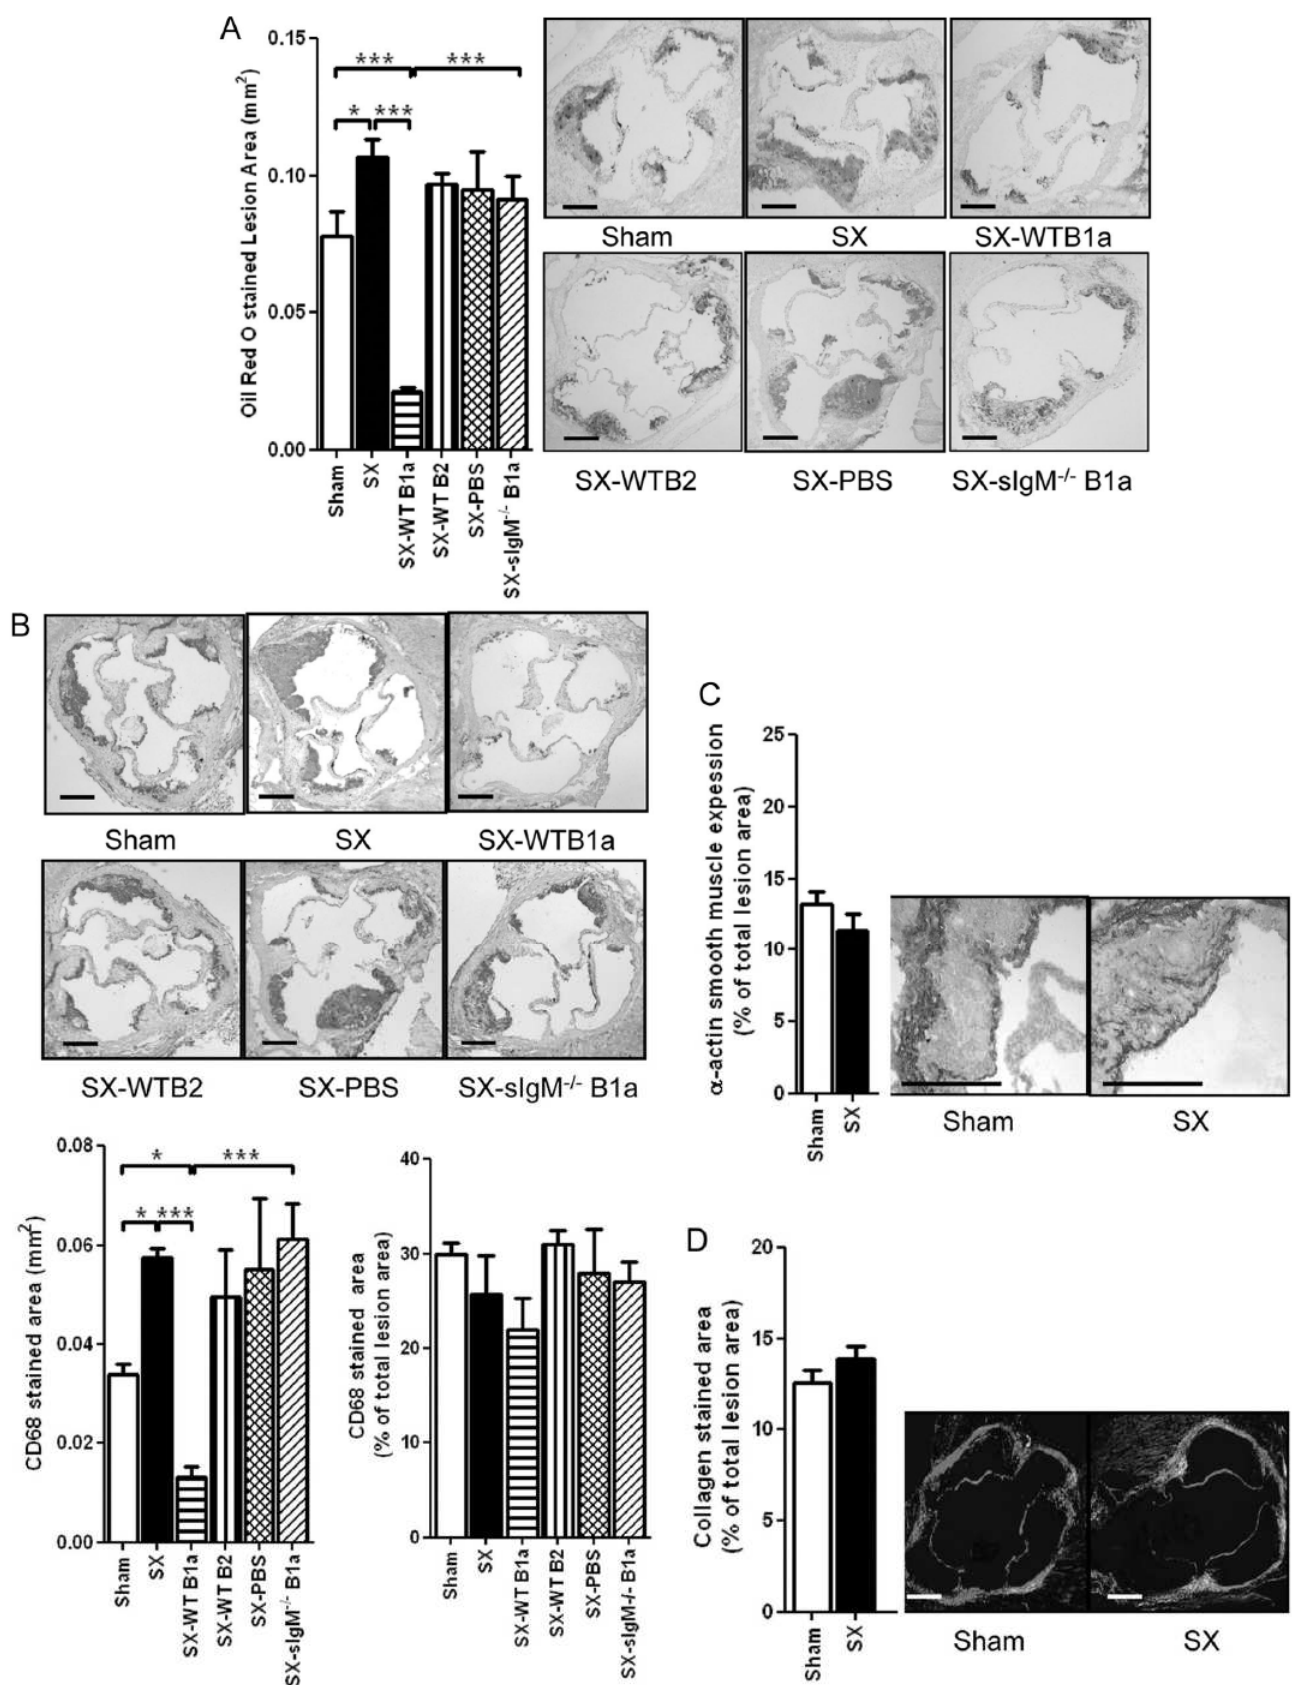 A
Oil Red O stained Lesion Area (mm²)
0.15
0.10
0.05
0.00
***
***
*
***
Sham
SX
SX-WT B1a
SX-WT B2
SX-PBS
SX-sIgM⁻/⁻ B1a
Sham
SX
SX-WTB1a
SX-WTB2
SX-PBS
SX-sIgM⁻/⁻ B1a
B
Sham
SX
SX-WTB1a
SX-WTB2
SX-PBS
SX-sIgM⁻/⁻ B1a
CD68 stained area (mm²)
0.08
0.06
0.04
0.02
0.00
*
***
*
***
Sham
SX
SX-WT B1a
SX-WT B2
SX-PBS
SX-sIgM⁻/⁻ B1a
CD68 stained area
(% of total lesion area)
40
30
20
10
0
Sham
SX
SX-WT B1a
SX-WT B2
SX-PBS
SX-sIgM-/- B1a
C
α-actin smooth muscle expession
(% of total lesion area)
25
20
15
10
5
0
Sham
SX
Sham
SX
D
Collagen stained area
(% of total lesion area)
20
15
10
5
0
Sham
SX
Sham
SX